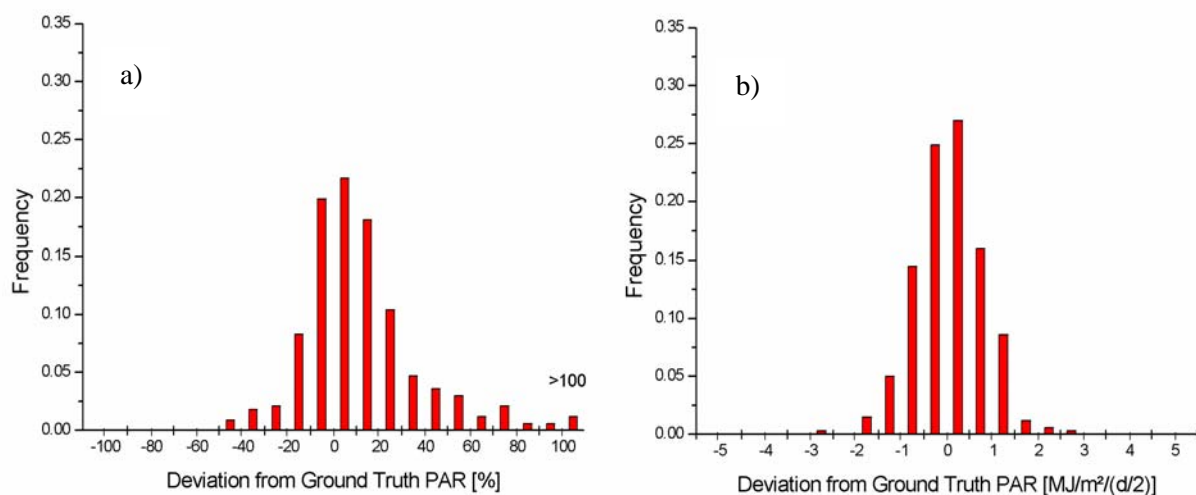 a)
0.35
0.30
0.25
0.20
0.15
0.10
0.05
0.00
Frequency
>100
-100 -80 -60 -40 -20 0 20 40 60 80 100
Deviation from Ground Truth PAR [%]
b)
0.35
0.30
0.25
0.20
0.15
0.10
0.05
0.00
Frequency
-5 -4 -3 -2 -1 0 1 2 3 4 5
Deviation from Ground Truth PAR [MJ/m²/(d/2)]